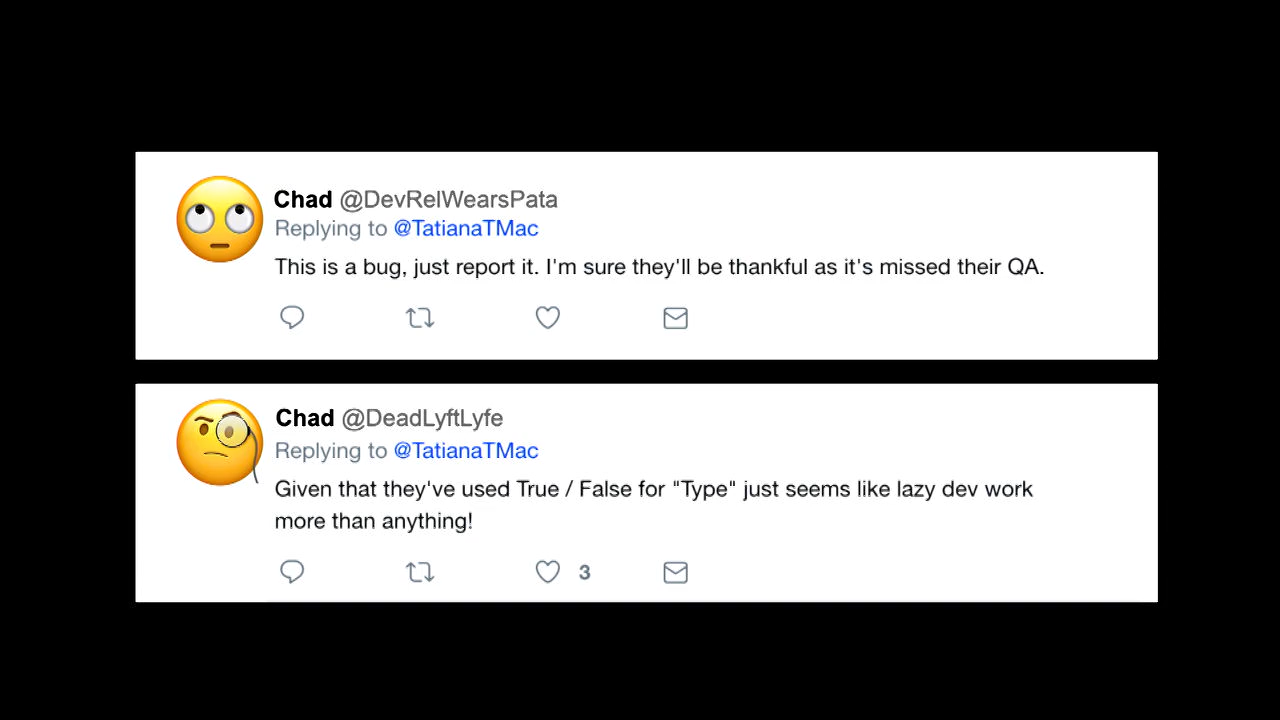 Chad @DevRelWearsPata
Replying to @TatianaTMac
This is a bug, just report it. I'm sure they'll be thankful as it's missed their QA.
Chad @DeadLyftLyfe
Replying to @TatianaTMac
Given that they've used True / False for "Type" just seems like lazy dev work
more than anything!
3